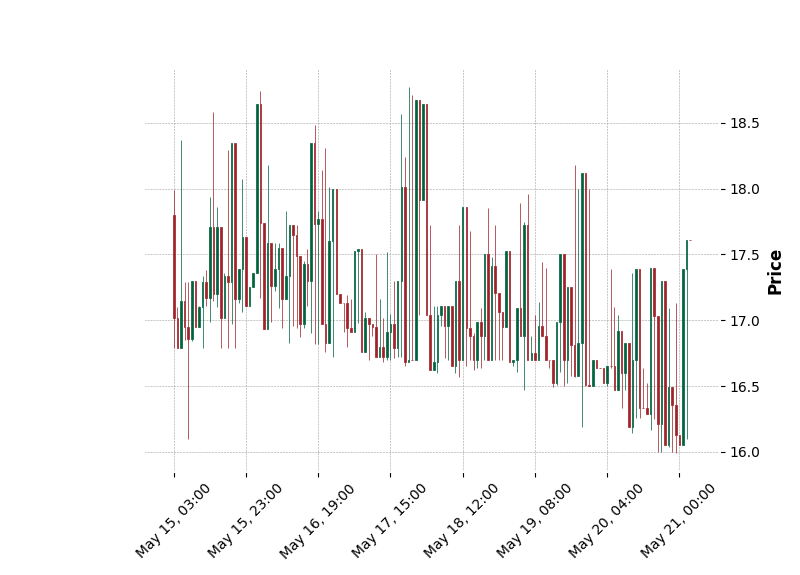 18.5
18.0
17.5
17.0
16.5
16.0
Price
May 15, 03:00
May 15, 23:00
May 16, 19:00
May 17, 15:00
May 18, 12:00
May 19, 08:00
May 20, 04:00
May 21, 00:00